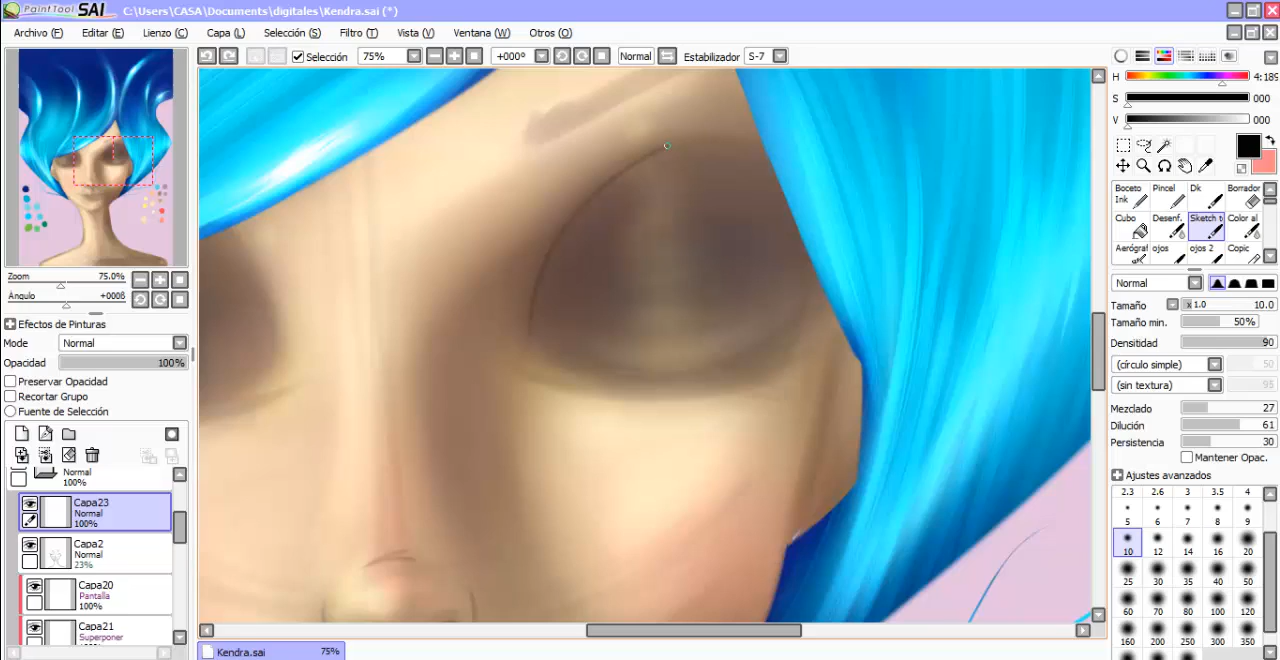 PaintTool SAI C:\Users\CASA\Documents\digitales\Kendra.sai (*)
Archivo (F) Editar (E) Lienzo (C) Capa (L) Selección (S) Filtro (T) Vista (V) Ventana (W) Otros (O)
Selección 75% +000º Normal Estabilizador S-7
Zoom 75.0%
Ángulo +000ß
Efectos de Pinturas
Mode Normal
Opacidad 100%
Preservar Opacidad
Recortar Grupo
Fuente de Selección
Normal
100%
Capa23
Normal
100%
Capa2
Normal
23%
Capa20
Pantalla
100%
Capa21
Superponer
Kendra.sai 75%
H 4:189
S 000
V 000
Boceto Ink Pincel Dk Borrador
Cubo Desenf. Sketch t Color al
Aerógraf ojos ojos 2 Copic
Normal
Tamaño x 1.0 10.0
Tamaño min. 50%
Densitidad 90
(círculo simple) 50
(sin textura) 95
Mezclado 27
Dilución 61
Persistencia 30
Mantener Opac.
Ajustes avanzados
2.3 2.6 3 3.5 4
5 6 7 8 9
10 12 14 16 20
25 30 35 40 50
60 70 80 100 120
160 200 250 300 350